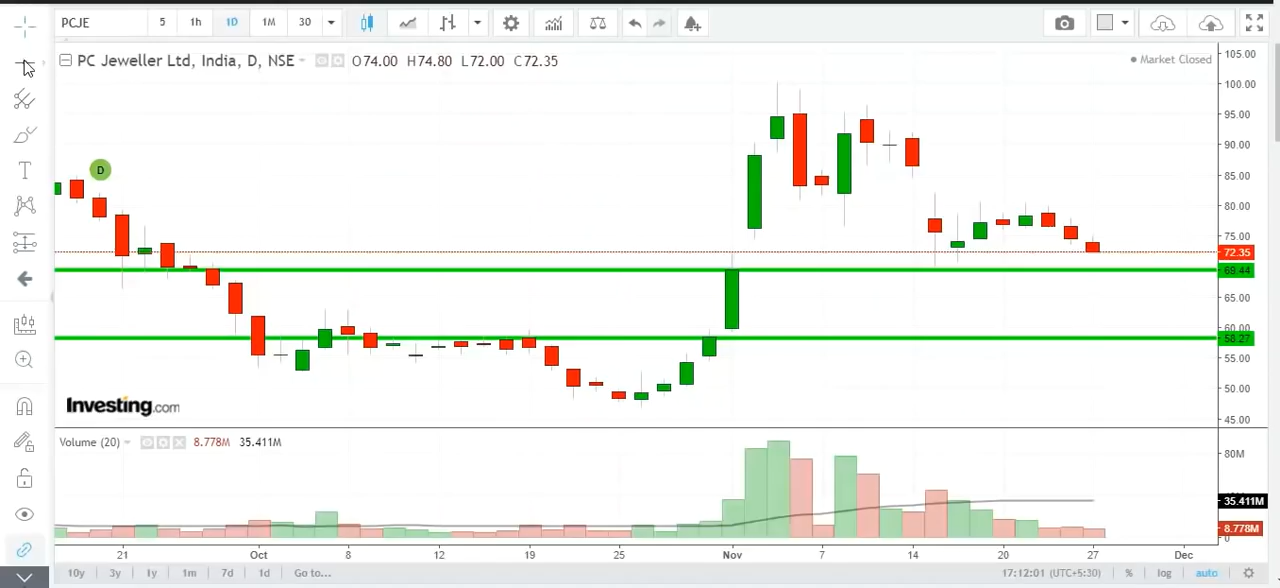 PCJE 5 1h 1D 1M 30
PC Jeweller Ltd, India, D, NSE O74.00 H74.80 L72.00 C72.35
Market Closed
105.00
100.00
95.00
90.00
85.00
80.00
75.00
72.35
69.44
65.00
60.00
58.27
55.00
50.00
45.00
D
T
Investing.com
Volume (20) 8.778M 35.411M
80M
35.411M
8.778M
0
21 Oct 8 12 19 25 Nov 7 14 20 27 Dec
10y 3y 1y 1m 7d 1d Go to... 17:12:01 (UTC+5:30) % log auto